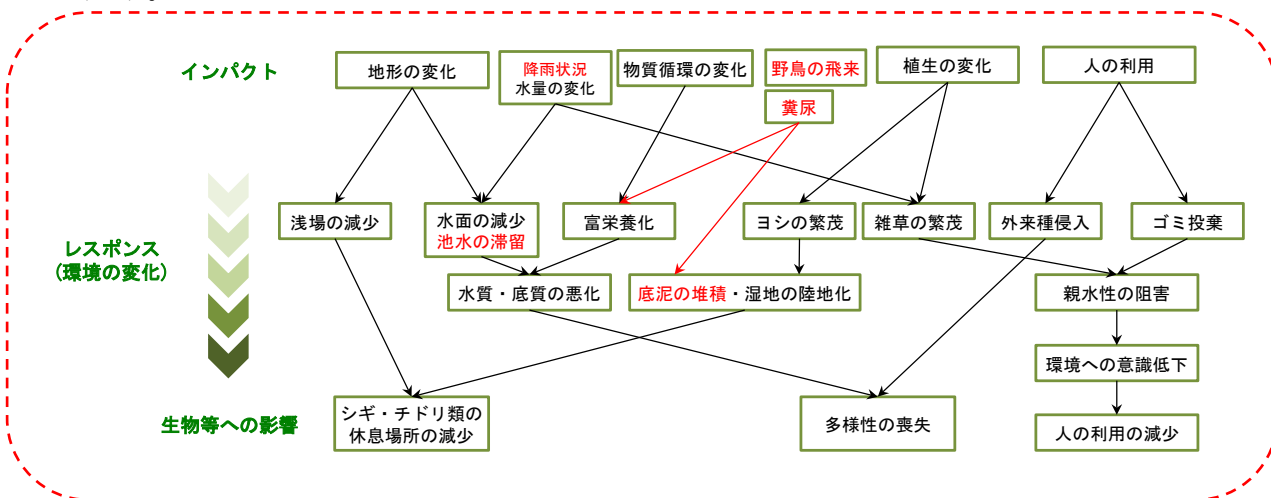 インパクト
地形の変化
降雨状況
水量の変化
物質循環の変化
野鳥の飛来
糞尿
植生の変化
人の利用
レスポンス
(環境の変化)
浅場の減少
水面の減少
池水の滞留
富栄養化
ヨシの繁茂
雑草の繁茂
外来種侵入
ゴミ投棄
水質・底質の悪化
底泥の堆積・湿地の陸地化
親水性の阻害
環境への意識低下
生物等への影響
シギ・チドリ類の
休息場所の減少
多様性の喪失
人の利用の減少